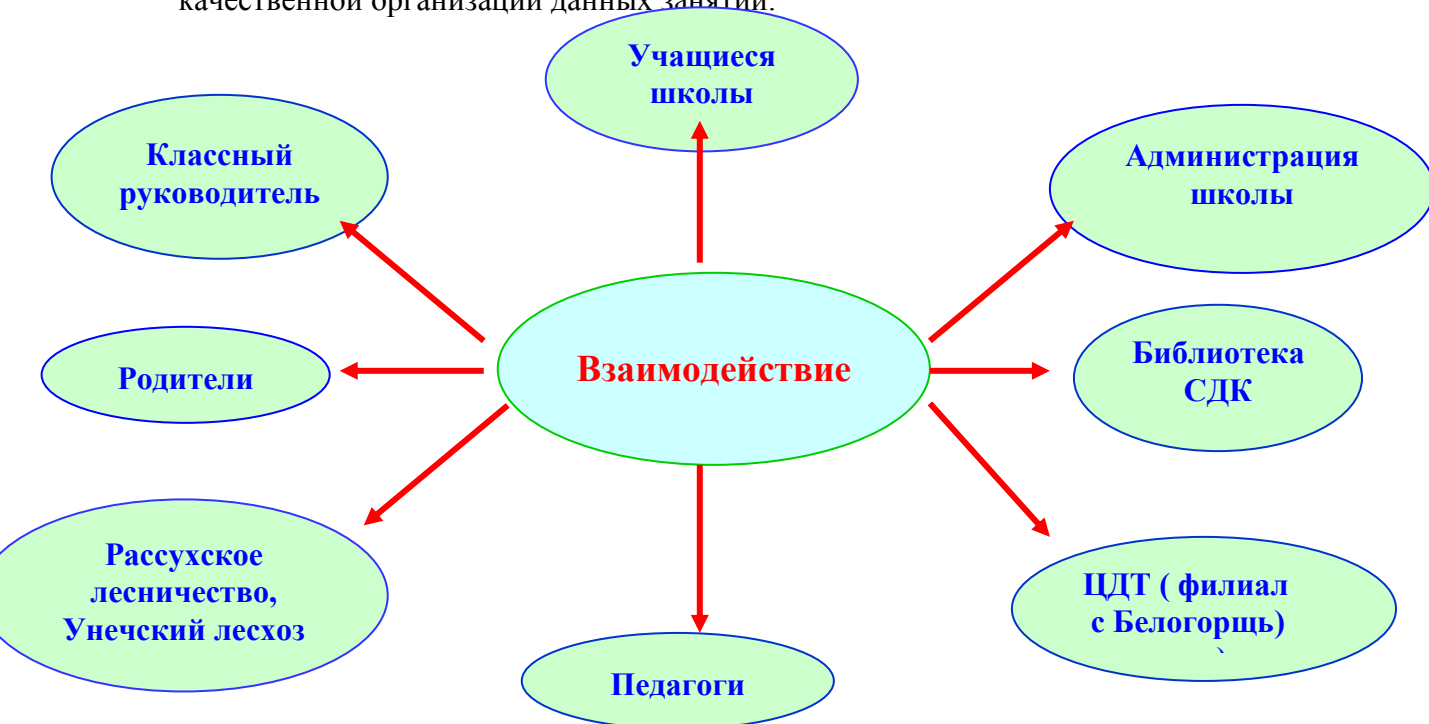 качественной организации данных занятий.
Учащиеся
школы
Классный
руководитель
Администрация
школы
Взаимодействие
Родители
Библиотека
СДК
Рассухское
лесничество,
Унечский лесхоз
ЦДТ ( филиал
с Белогорщь)
Педагоги